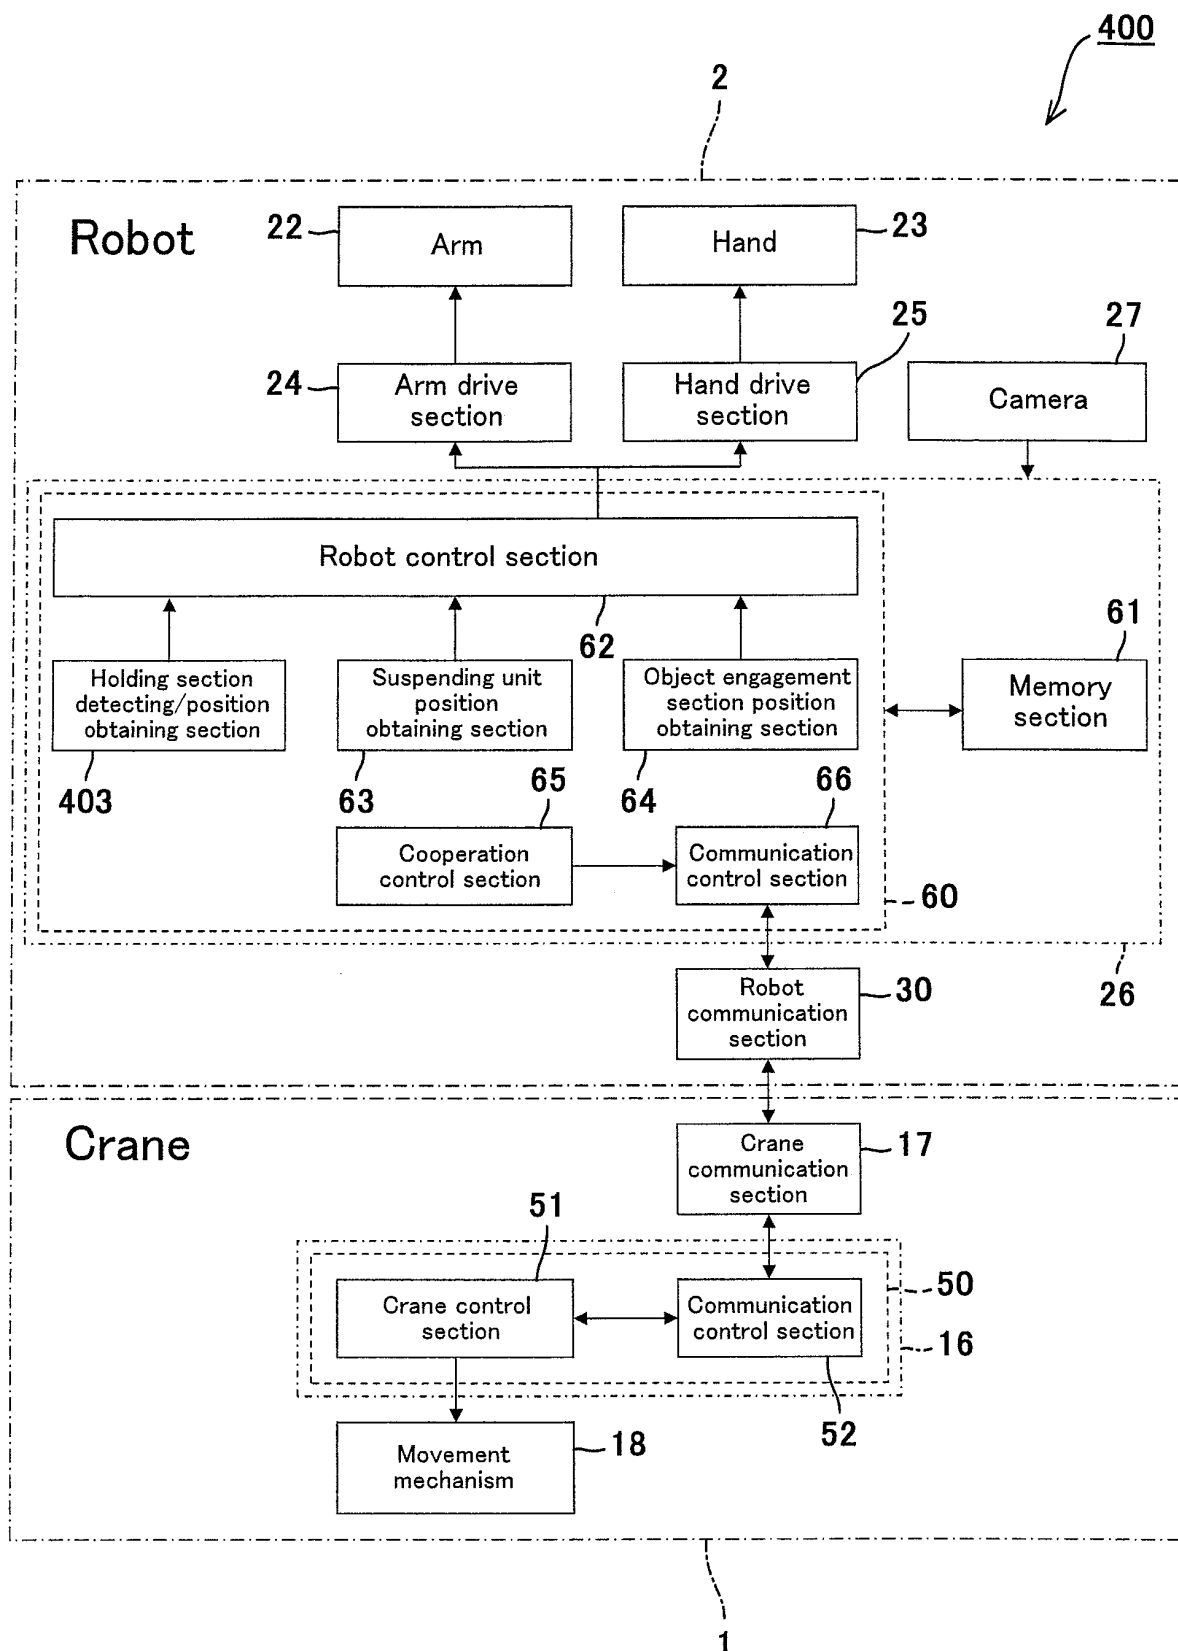 400
2
Robot
22
Arm
Hand
23
24
Arm drive
section
Hand drive
section
25
27
Camera
Robot control section
62
61
Holding section
detecting/position
obtaining section
403
Suspending unit
position
obtaining section
63
Object engagement
section position
obtaining section
64
Memory
section
65
66
Cooperation
control section
Communication
control section
60
26
Robot
communication
section
30
Crane
Crane
communication
section
17
51
Crane control
section
Communication
control section
50
16
52
Movement
mechanism
18
1